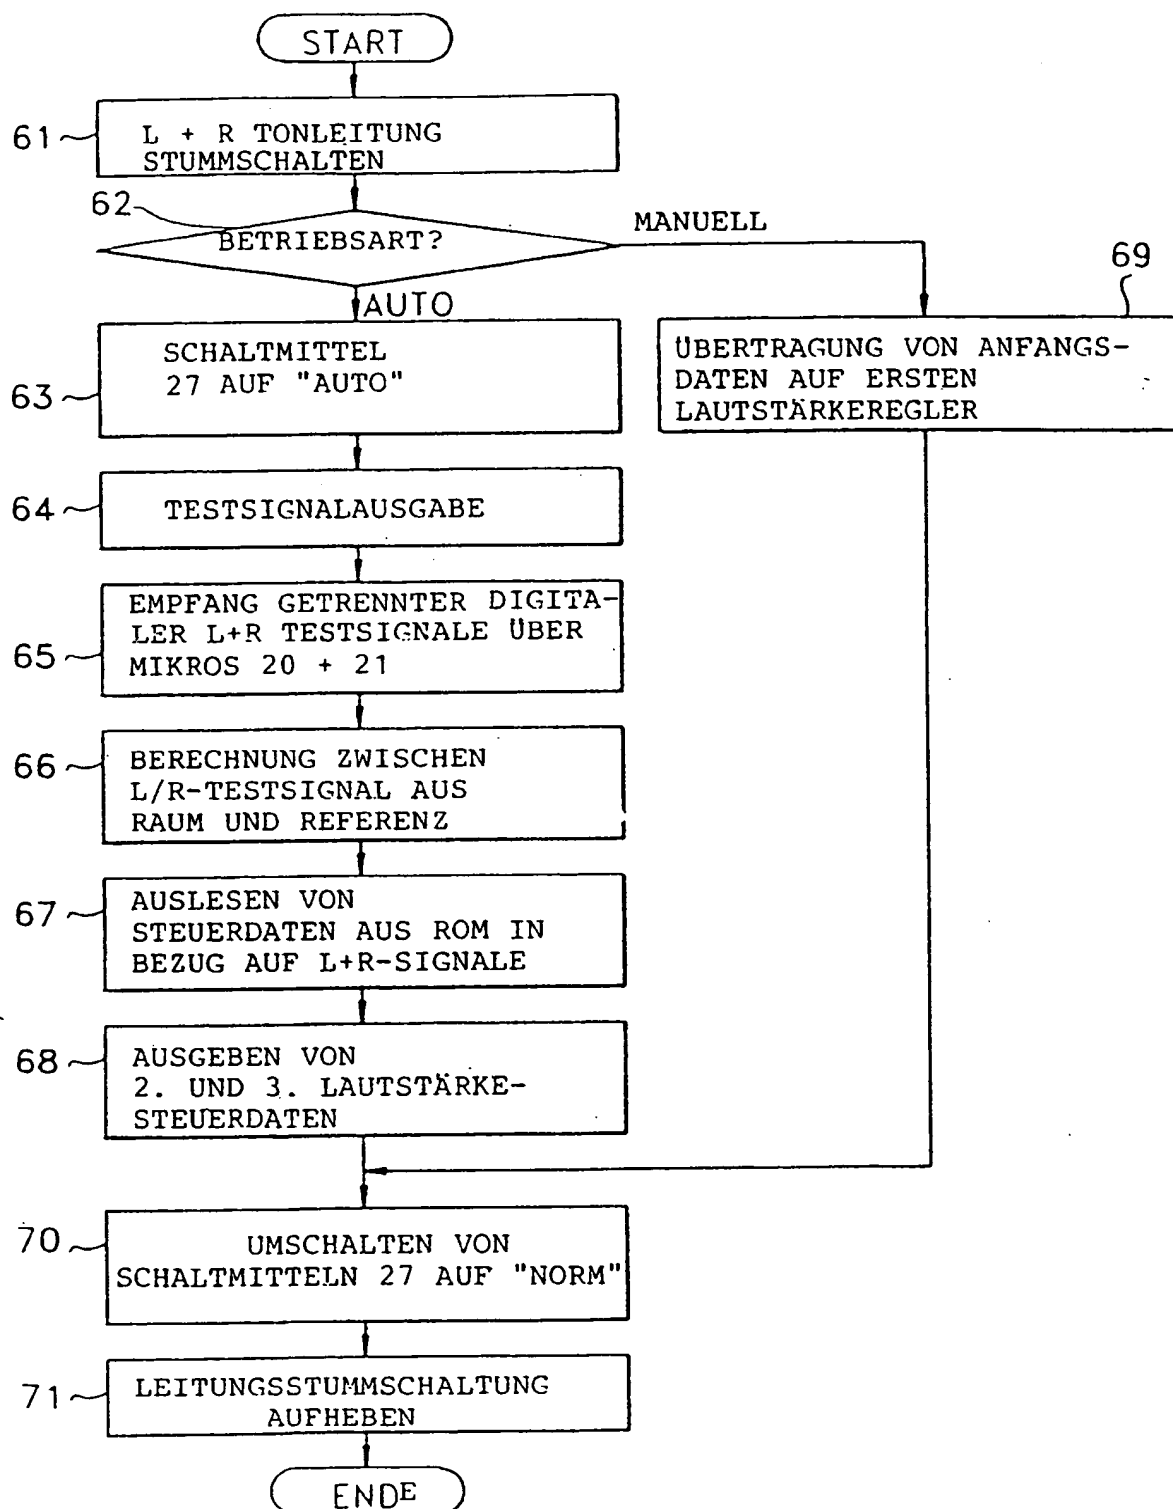 START
61
L + R TONLEITUNG
STUMMSCHALTEN
62
BETRIEBSART?
MANUELL
AUTO
69
63
SCHALTMITTEL
27 AUF "AUTO"
ÜBERTRAGUNG VON ANFANGS-
DATEN AUF ERSTEN
LAUTSTÄRKEREGLER
64
TESTSIGNALAUSGABE
65
EMPFANG GETRENNTER DIGITA-
LER L+R TESTSIGNALE ÜBER
MIKROS 20 + 21
66
BERECHNUNG ZWISCHEN
L/R-TESTSIGNAL AUS
RAUM UND REFERENZ
67
AUSLESEN VON
STEUERDATEN AUS ROM IN
BEZUG AUF L+R-SIGNALE
68
AUSGEBEN VON
2. UND 3. LAUTSTÄRKE-
STEUERDATEN
70
UMSCHALTEN VON
SCHALTMITTELN 27 AUF "NORM"
71
LEITUNGSSTUMMSCHALTUNG
AUFHEBEN
ENDE